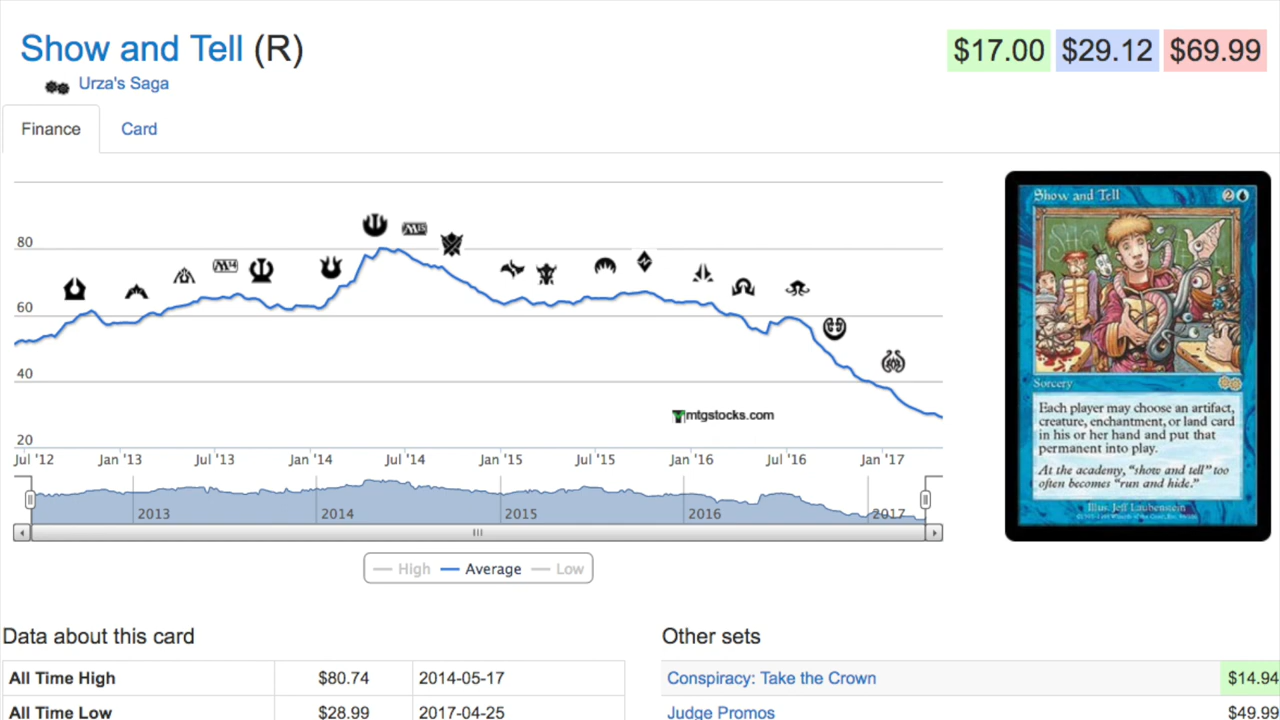 Show and Tell (R)
$17.00 $29.12 $69.99
Urza's Saga
Finance Card
80
60
40
20
M15
M14
mtgstocks.com
Jul '12 Jan '13 Jul '13 Jan '14 Jul '14 Jan '15 Jul '15 Jan '16 Jul '16 Jan '17
2013 2014 2015 2016 2017
High Average Low
Show and Tell 2
Sorcery
Each player may choose an artifact,
creature, enchantment, or land card
in his or her hand and put that
permanent into play.
At the academy, "show and tell" too
often becomes "run and hide."
Illus. Jeff Laubenstein
Data about this card
All Time High $80.74 2014-05-17
All Time Low $28.99 2017-04-25
Other sets
Conspiracy: Take the Crown $14.94
Judge Promos $49.99